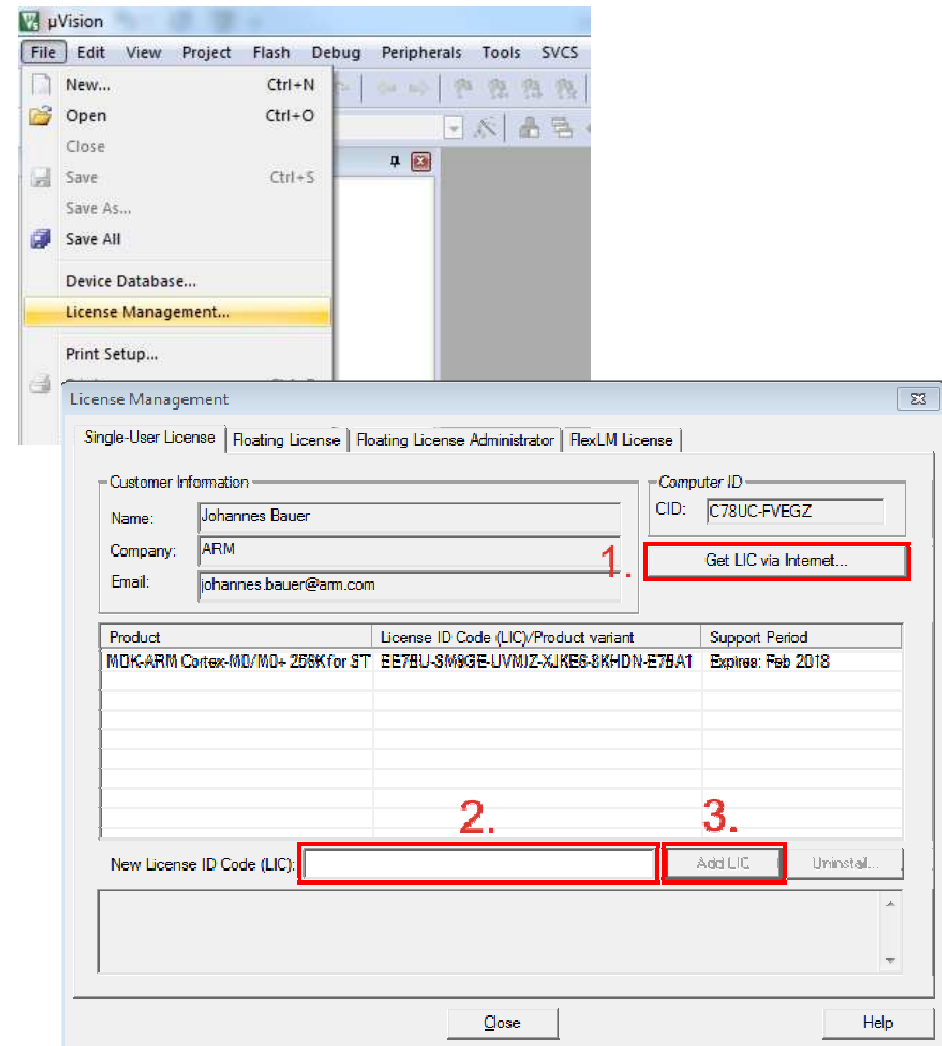 µVision
File Edit View Project Flash Debug Peripherals Tools SVCS
New... Ctrl+N
Open Ctrl+O
Close
Save Ctrl+S
Save As...
Save All
Device Database...
License Management...
Print Setup...
License Management
Single-User License Floating License Floating License Administrator FlexLM License
Customer Information
Name: Johannes Bauer
Company: ARM
Email: johannes.bauer@arm.com
Computer ID
CID: C78UC-FVEGZ
1. Get LIC via Internet...
Product License ID Code (LIC)/Product variant Support Period
MDK-ARM Cortex-M0/M0+ 256K for ST Expires: Feb 2018
2. 3.
New License ID Code (LIC): Add LIC Uninstall...
Close Help